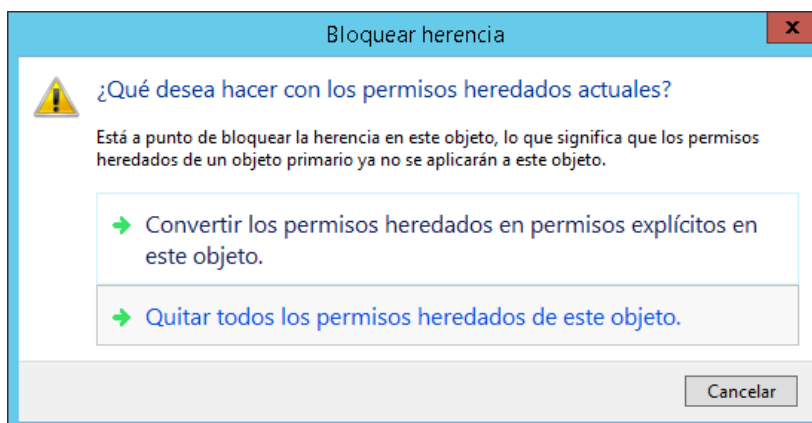 Bloquear herencia
x
¿Qué desea hacer con los permisos heredados actuales?
Está a punto de bloquear la herencia en este objeto, lo que significa que los permisos
heredados de un objeto primario ya no se aplicarán a este objeto.
Convertir los permisos heredados en permisos explícitos en
este objeto.
Quitar todos los permisos heredados de este objeto.
Cancelar